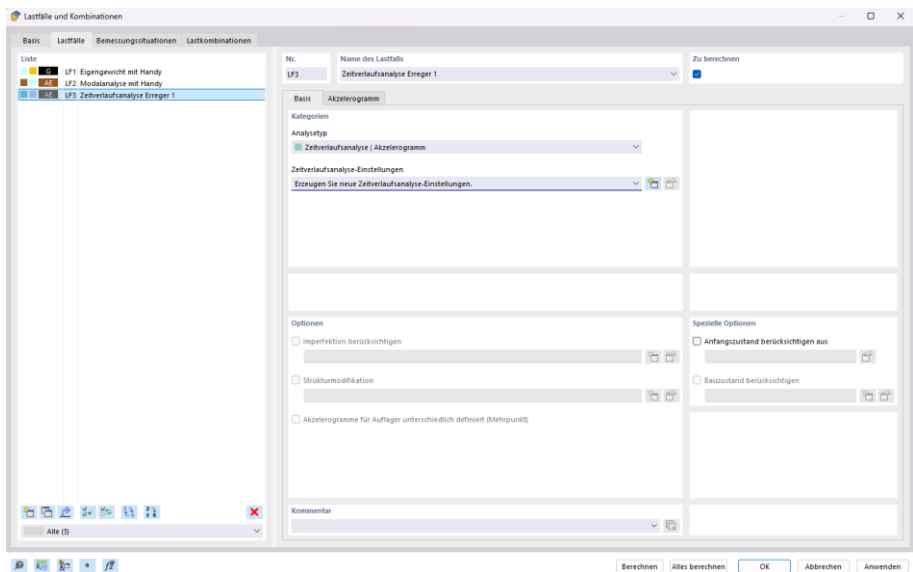 Lastfälle und Kombinationen
Basis Lastfälle Bemessungssituationen Lastkombinationen
Liste
G LF1 Eigengewicht mit Handy
AE LF2 Modalanalyse mit Handy
AE LF3 Zeitverlaufsanalyse Erreger 1
Alle (3)
Nr. Name des Lastfalls Zu berechnen
LF3 Zeitverlaufsanalyse Erreger 1
Basis Akzelerogramm
Kategorien
Analysetyp
Zeitverlaufsanalyse | Akzelerogramm
Zeitverlaufsanalyse-Einstellungen
Erzeugen Sie neue Zeitverlaufsanalyse-Einstellungen.
Optionen
Imperfektion berücksichtigen
Strukturmodifikation
Akzelerogramme für Auflager unterschiedlich definiert (Mehrpunkt)
Spezielle Optionen
Anfangszustand berücksichtigen aus
Bauzustand berücksichtigen
Kommentar
Berechnen Alles berechnen OK Abbrechen Anwenden